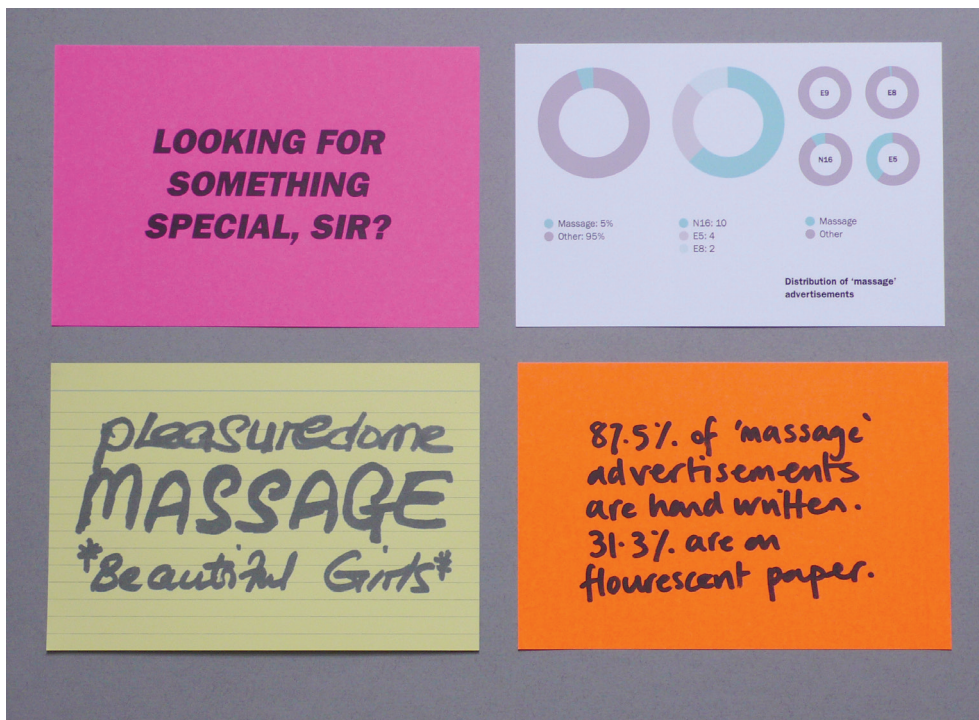 LOOKING FOR
SOMETHING
SPECIAL, SIR?
E9
E8
N16
E5
Massage: 5%
Other: 95%
N16: 10
E5: 4
E8: 2
Massage
Other
Distribution of 'massage'
advertisements
pleasuredome
MASSAGE
*Beautiful Girls*
87.5% of 'massage'
advertisements
are hand written.
31.3% are on
flourescent paper.